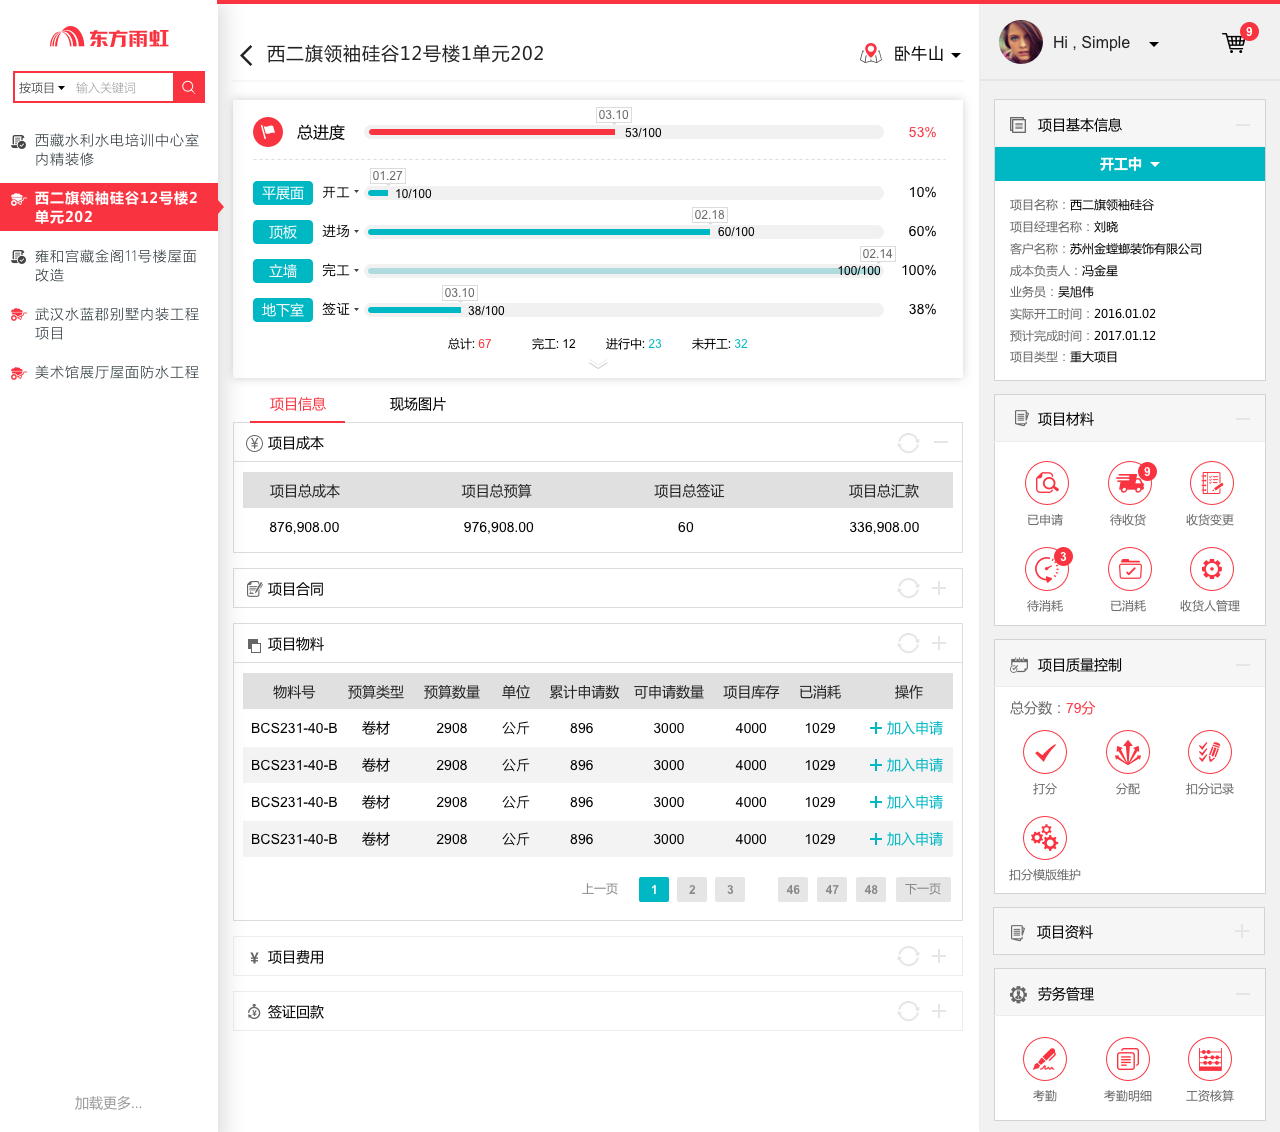 东方雨虹
按项目
输入关键词
西藏水利水电培训中心室
内精装修
西二旗领袖硅谷12号楼2
单元202
雍和宫藏金阁11号楼屋面
改造
武汉水蓝郡别墅内装工程
项目
美术馆展厅屋面防水工程
加载更多...
西二旗领袖硅谷12号楼1单元202
卧牛山
总进度
03.10
53/100
53%
平展面
开工
01.27
10/100
10%
顶板
进场
02.18
60/100
60%
立墙
完工
02.14
100/100
100%
地下室
签证
03.10
38/100
38%
总计: 67
完工: 12
进行中: 23
未开工: 32
项目信息
现场图片
项目成本
项目总成本 项目总预算 项目总签证 项目总汇款
876,908.00 976,908.00 60 336,908.00
项目合同
项目物料
物料号 预算类型 预算数量 单位 累计申请数 可申请数量 项目库存 已消耗 操作
BCS231-40-B 卷材 2908 公斤 896 3000 4000 1029 加入申请
BCS231-40-B 卷材 2908 公斤 896 3000 4000 1029 加入申请
BCS231-40-B 卷材 2908 公斤 896 3000 4000 1029 加入申请
BCS231-40-B 卷材 2908 公斤 896 3000 4000 1029 加入申请
上一页 1 2 3 46 47 48 下一页
项目费用
签证回款
Hi , Simple
9
项目基本信息
开工中
项目名称：西二旗领袖硅谷
项目经理名称：刘晓
客户名称：苏州金螳螂装饰有限公司
成本负责人：冯金星
业务员：吴旭伟
实际开工时间：2016.01.02
预计完成时间：2017.01.12
项目类型：重大项目
项目材料
9
已申请 待收货 收货变更
3
待消耗 已消耗 收货人管理
项目质量控制
总分数：79分
打分 分配 扣分记录
扣分模版维护
项目资料
劳务管理
考勤 考勤明细 工资核算